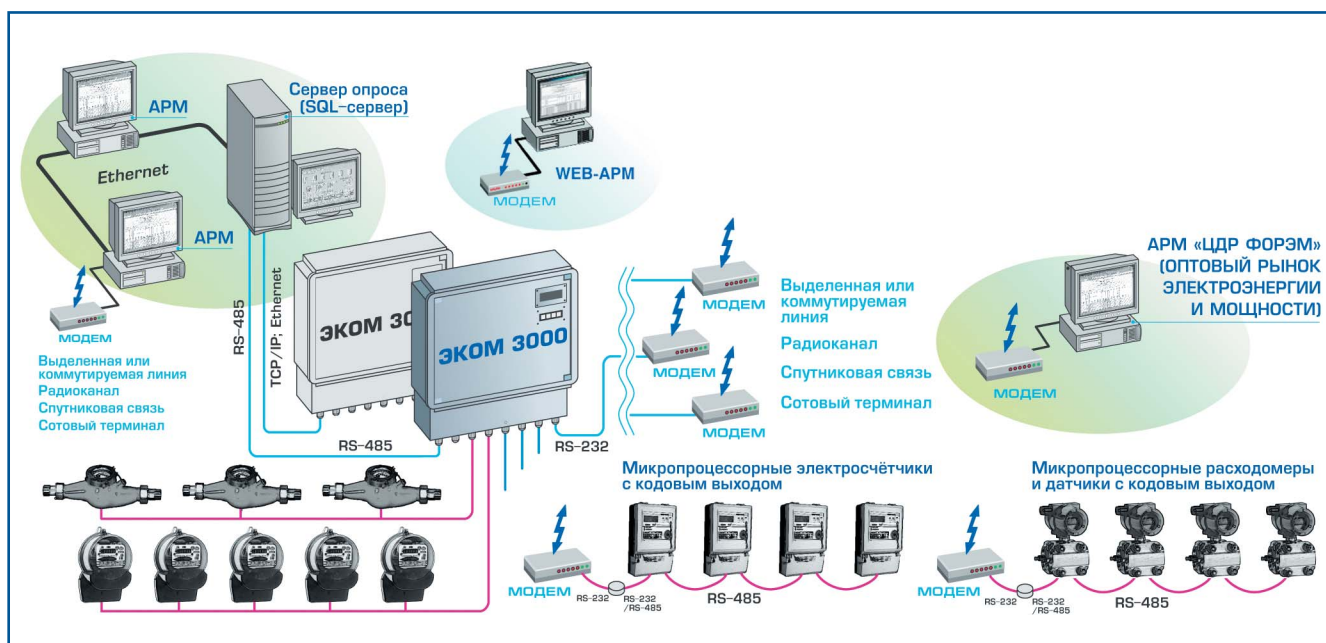 АРМ
Сервер опроса
(SQL-сервер)
Ethernet
АРМ
МОДЕМ
WEB-АРМ
МОДЕМ
RS-485
TCP/IP; Ethernet
ЭКОМ 30
ЭКОМ 3000
RS-485
RS-232
Выделенная или
коммутируемая линия
Радиоканал
Спутниковая связь
Сотовый терминал
МОДЕМ
МОДЕМ
МОДЕМ
Выделенная или
коммутируемая
линия
Радиоканал
Спутниковая связь
Сотовый терминал
АРМ «ЦДР ФОРЭМ»
(ОПТОВЫЙ РЫНОК
ЭЛЕКТРОЭНЕРГИИ
И МОЩНОСТИ)
МОДЕМ
Микропроцессорные электросчётчики
с кодовым выходом
МОДЕМ
RS-232
RS-232
/RS-485
RS-485
Микропроцессорные расходомеры
и датчики с кодовым выходом
МОДЕМ
RS-232
RS-232
/RS-485
RS-485